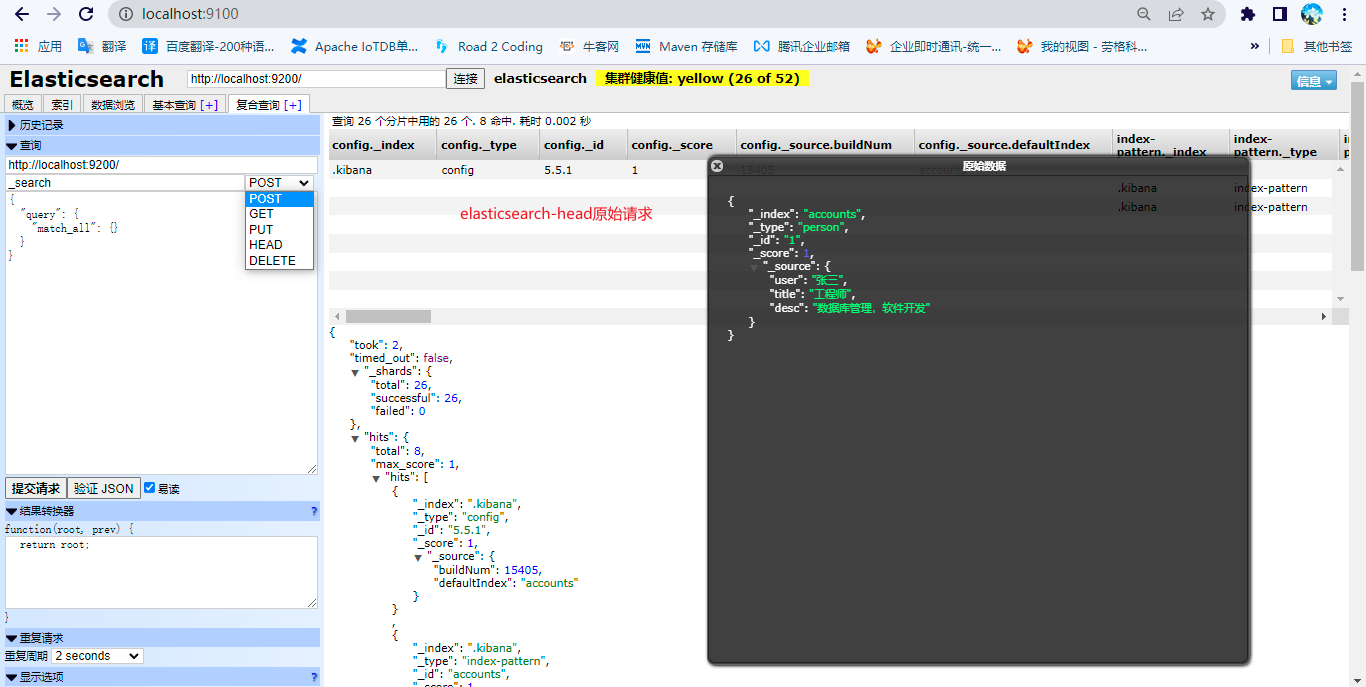 localhost:9100
应用 翻译 百度翻译-200种语... Apache IoTDB单... Road 2 Coding 牛客网 Maven 存储库 腾讯企业邮箱 企业即时通讯-统一... 我的视图 - 劳格科... » 其他书签
Elasticsearch http://localhost:9200/ 连接 elasticsearch 集群健康值: yellow (26 of 52) 信息
概览 索引 数据浏览 基本查询 [+] 复合查询 [+]
历史记录
查询
http://localhost:9200/
_search POST
POST
GET
PUT
HEAD
DELETE
{
"query": {
"match_all": {}
}
}
提交请求 验证 JSON 易读
结果转换器 ?
function(root, prev) {
return root;
}
重复请求
重复周期 2 seconds
显示选项 ?
查询 26 个分片中用的 26 个. 8 命中. 耗时 0.002 秒
config._index config._type config._id config._score config._source.buildNum config._source.defaultIndex index-pattern._index index-pattern._type
.kibana config 5.5.1 1 15405
.kibana index-pattern
.kibana index-pattern
elasticsearch-head原始请求
{
"took": 2,
"timed_out": false,
"_shards": {
"total": 26,
"successful": 26,
"failed": 0
},
"hits": {
"total": 8,
"max_score": 1,
"hits": [
{
"_index": ".kibana",
"_type": "config",
"_id": "5.5.1",
"_score": 1,
"_source": {
"buildNum": 15405,
"defaultIndex": "accounts"
}
}
,
{
"_index": ".kibana",
"_type": "index-pattern",
"_id": "accounts",
"_score": 1,
原始数据
{
"_index": "accounts",
"_type": "person",
"_id": "1",
"_score": 1,
"_source": {
"user": "张三",
"title": "工程师",
"desc": "数据库管理，软件开发"
}
}